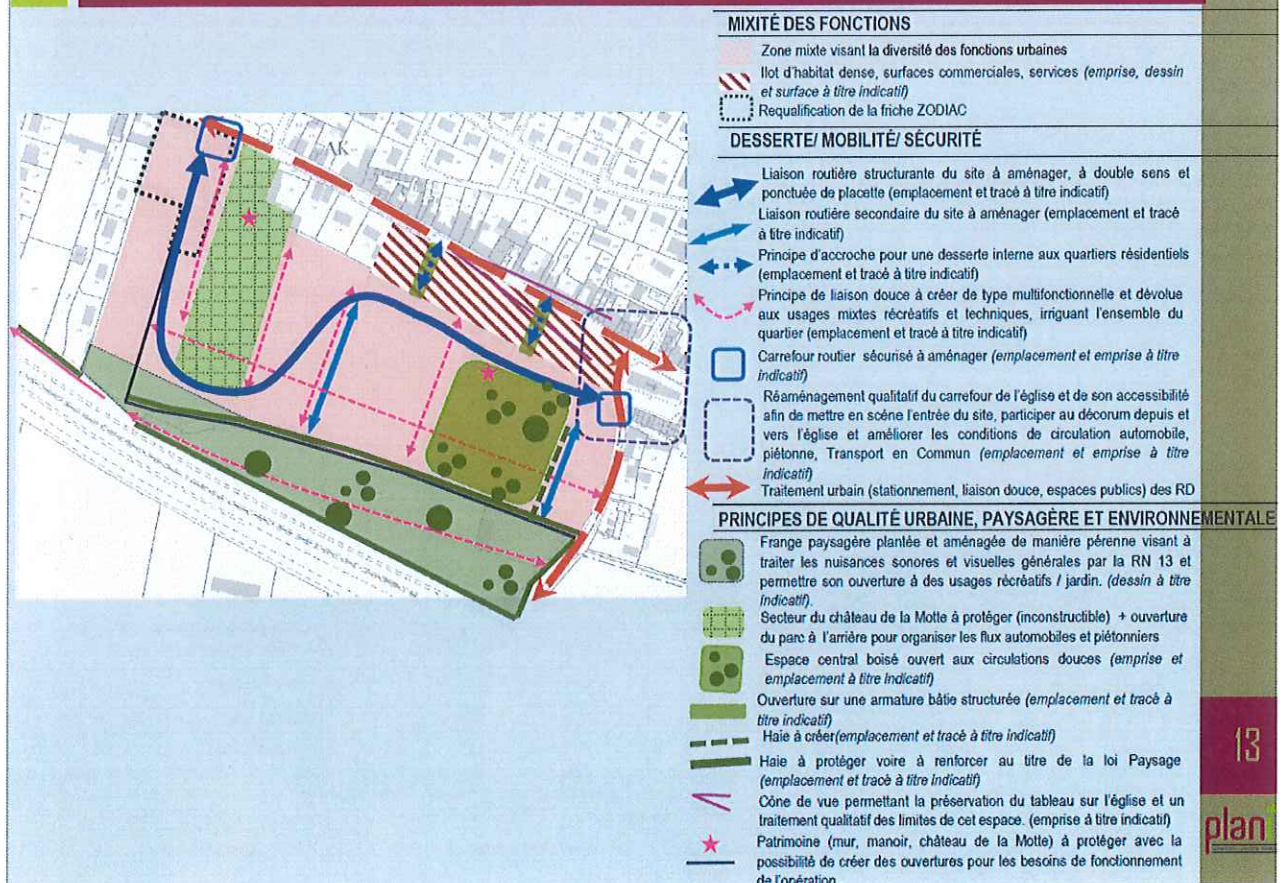 AK
MIXITÉ DES FONCTIONS
Zone mixte visant la diversité des fonctions urbaines
Ilot d'habitat dense, surfaces commerciales, services (emprise, dessin
et surface à titre indicatif)
Requalification de la friche ZODIAC
DESSERTE/ MOBILITÉ/ SÉCURITÉ
Liaison routière structurante du site à aménager, à double sens et
ponctuée de placette (emplacement et tracé à titre indicatif)
Liaison routière secondaire du site à aménager (emplacement et tracé
à titre indicatif)
Principe d'accroche pour une desserte interne aux quartiers résidentiels
(emplacement et tracé à titre indicatif)
Principe de liaison douce à créer de type multifonctionnelle et dévolue
aux usages mixtes récréatifs et techniques, irriguant l'ensemble du
quartier (emplacement et tracé à titre indicatif)
Carrefour routier sécurisé à aménager (emplacement et emprise à titre
indicatif)
Réaménagement qualitatif du carrefour de l'église et de son accessibilité
afin de mettre en scène l'entrée du site, participer au décorum depuis et
vers l'église et améliorer les conditions de circulation automobile,
piétonne, Transport en Commun (emplacement et emprise à titre
indicatif)
Traitement urbain (stationnement, liaison douce, espaces publics) des RD
PRINCIPES DE QUALITÉ URBAINE, PAYSAGÈRE ET ENVIRONNEMENTALE
Frange paysagère plantée et aménagée de manière pérenne visant à
traiter les nuisances sonores et visuelles générales par la RN 13 et
permettre son ouverture à des usages récréatifs / jardin. (dessin à titre
indicatif).
Secteur du château de la Motte à protéger (inconstructible) + ouverture
du parc à l'arrière pour organiser les flux automobiles et piétonniers
Espace central boisé ouvert aux circulations douces (emprise et
emplacement à titre indicatif)
Ouverture sur une armature bâtie structurée (emplacement et tracé à
titre indicatif)
Haie à créer(emplacement et tracé à titre indicatif)
Haie à protéger voire à renforcer au titre de la loi Paysage
(emplacement et tracé à titre indicatif)
Cône de vue permettant la préservation du tableau sur l'église et un
traitement qualitatif des limites de cet espace. (emprise à titre indicatif)
Patrimoine (mur, manoir, château de la Motte) à protéger avec la
possibilité de créer des ouvertures pour les besoins de fonctionnement
de l'opération
13
plan